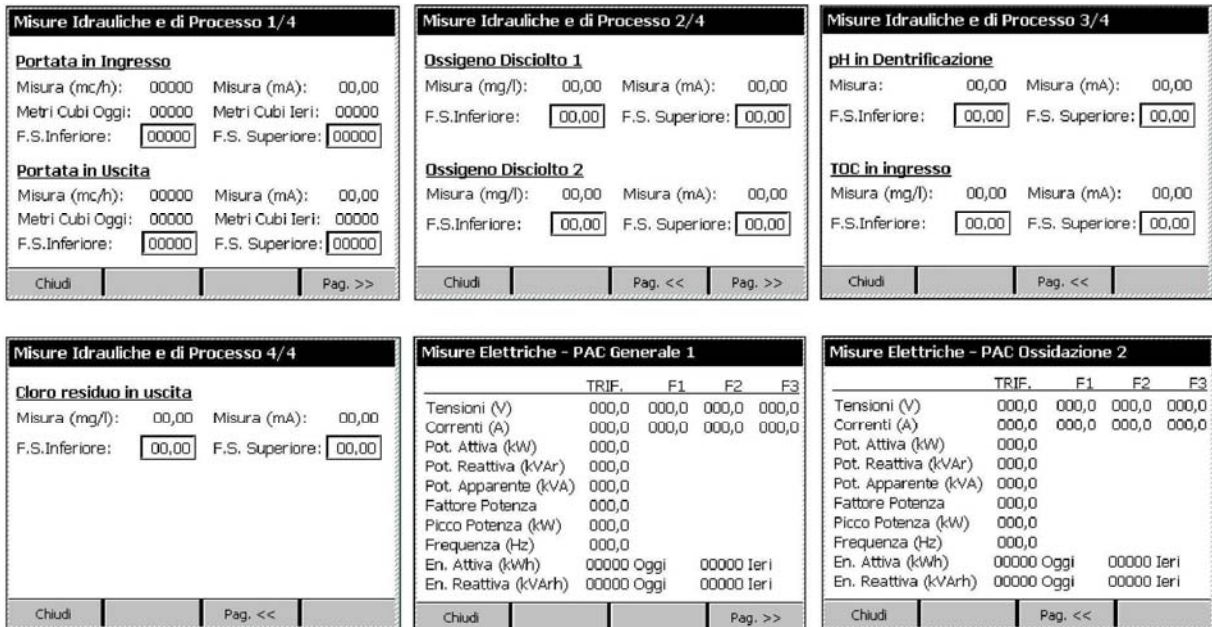 Misure Idrauliche e di Processo 1/4
Portata in Ingresso
Misura (mc/h): 00000 Misura (mA): 00,00
Metri Cubi Oggi: 00000 Metri Cubi Ieri: 00000
F.S.Inferiore: 00000 F.S. Superiore: 00000
Portata in Uscita
Misura (mc/h): 00000 Misura (mA): 00,00
Metri Cubi Oggi: 00000 Metri Cubi Ieri: 00000
F.S.Inferiore: 00000 F.S. Superiore: 00000
Chiudi Pag. >>
Misure Idrauliche e di Processo 2/4
Ossigeno Disciolto 1
Misura (mg/l): 00,00 Misura (mA): 00,00
F.S.Inferiore: 00,00 F.S. Superiore: 00,00
Ossigeno Disciolto 2
Misura (mg/l): 00,00 Misura (mA): 00,00
F.S.Inferiore: 00,00 F.S. Superiore: 00,00
Chiudi Pag. << Pag. >>
Misure Idrauliche e di Processo 3/4
pH in Dentrificazione
Misura: 00,00 Misura (mA): 00,00
F.S.Inferiore: 00,00 F.S. Superiore: 00,00
TOC in ingresso
Misura (mg/l): 00,00 Misura (mA): 00,00
F.S.Inferiore: 00,00 F.S. Superiore: 00,00
Chiudi Pag. <<
Misure Idrauliche e di Processo 4/4
Cloro residuo in uscita
Misura (mg/l): 00,00 Misura (mA): 00,00
F.S.Inferiore: 00,00 F.S. Superiore: 00,00
Chiudi Pag. <<
Misure Elettriche - PAC Generale 1
TRIF. F1 F2 F3
Tensioni (V) 000,0 000,0 000,0 000,0
Correnti (A) 000,0 000,0 000,0 000,0
Pot. Attiva (kW) 000,0
Pot. Reattiva (kVAr) 000,0
Pot. Apparente (kVA) 000,0
Fattore Potenza 000,0
Picco Potenza (kW) 000,0
Frequenza (Hz) 000,0
En. Attiva (kWh) 00000 Oggi 00000 Ieri
En. Reattiva (kVArh) 00000 Oggi 00000 Ieri
Chiudi Pag. >>
Misure Elettriche - PAC Ossidazione 2
TRIF. F1 F2 F3
Tensioni (V) 000,0 000,0 000,0 000,0
Correnti (A) 000,0 000,0 000,0 000,0
Pot. Attiva (kW) 000,0
Pot. Reattiva (kVAr) 000,0
Pot. Apparente (kVA) 000,0
Fattore Potenza 000,0
Picco Potenza (kW) 000,0
Frequenza (Hz) 000,0
En. Attiva (kWh) 00000 Oggi 00000 Ieri
En. Reattiva (kVArh) 00000 Oggi 00000 Ieri
Chiudi Pag. <<